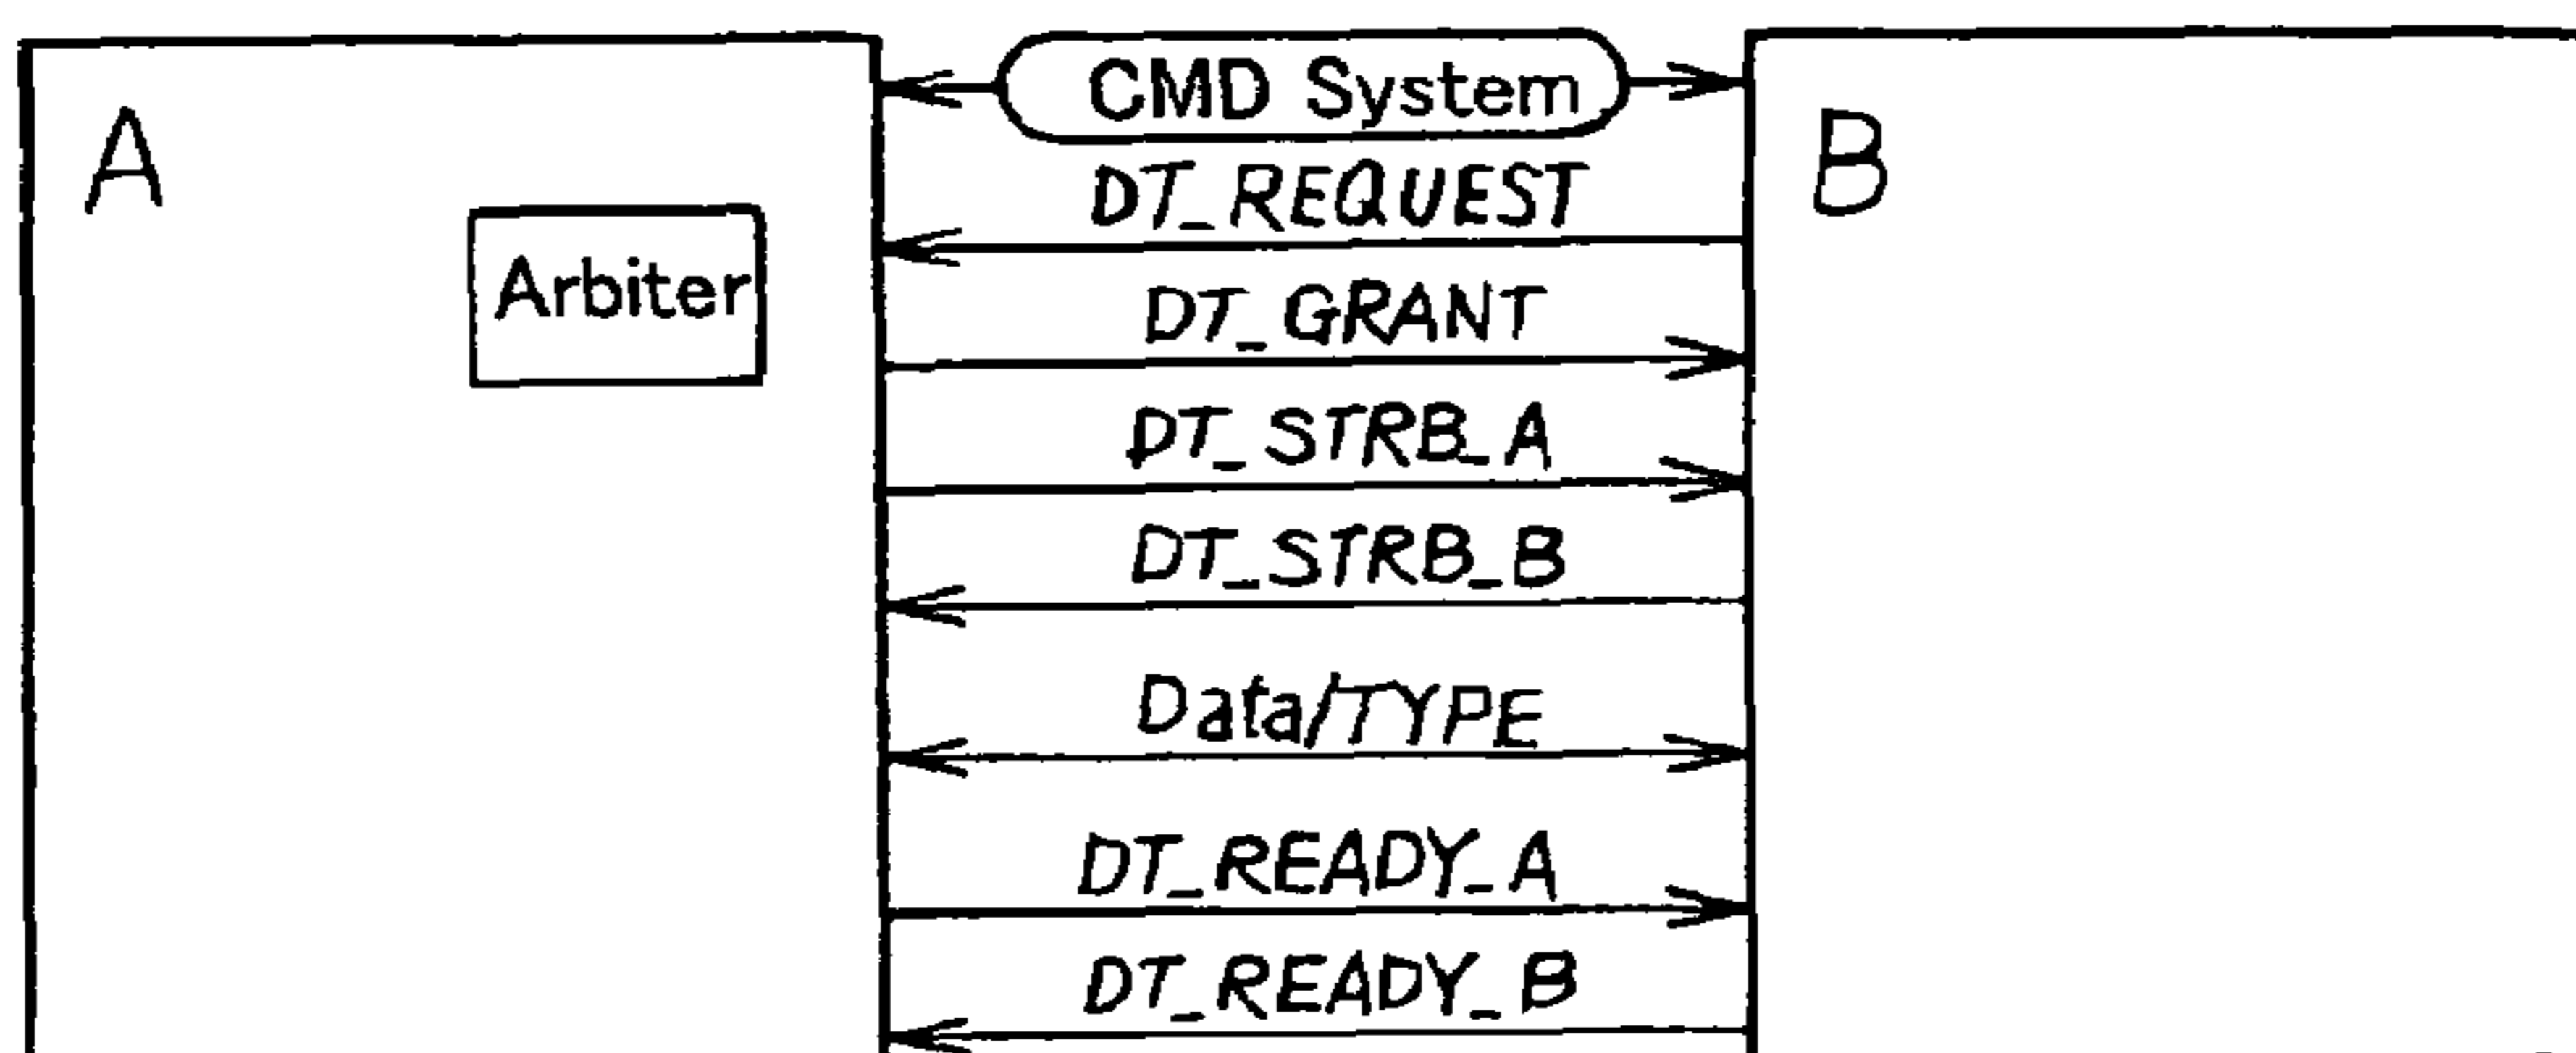 CMD System
A
B
DT_REQUEST
Arbiter
DT_GRANT
DT_STRB_A
DT_STRB_B
Data/TYPE
DT_READY_A
DT_READY_B